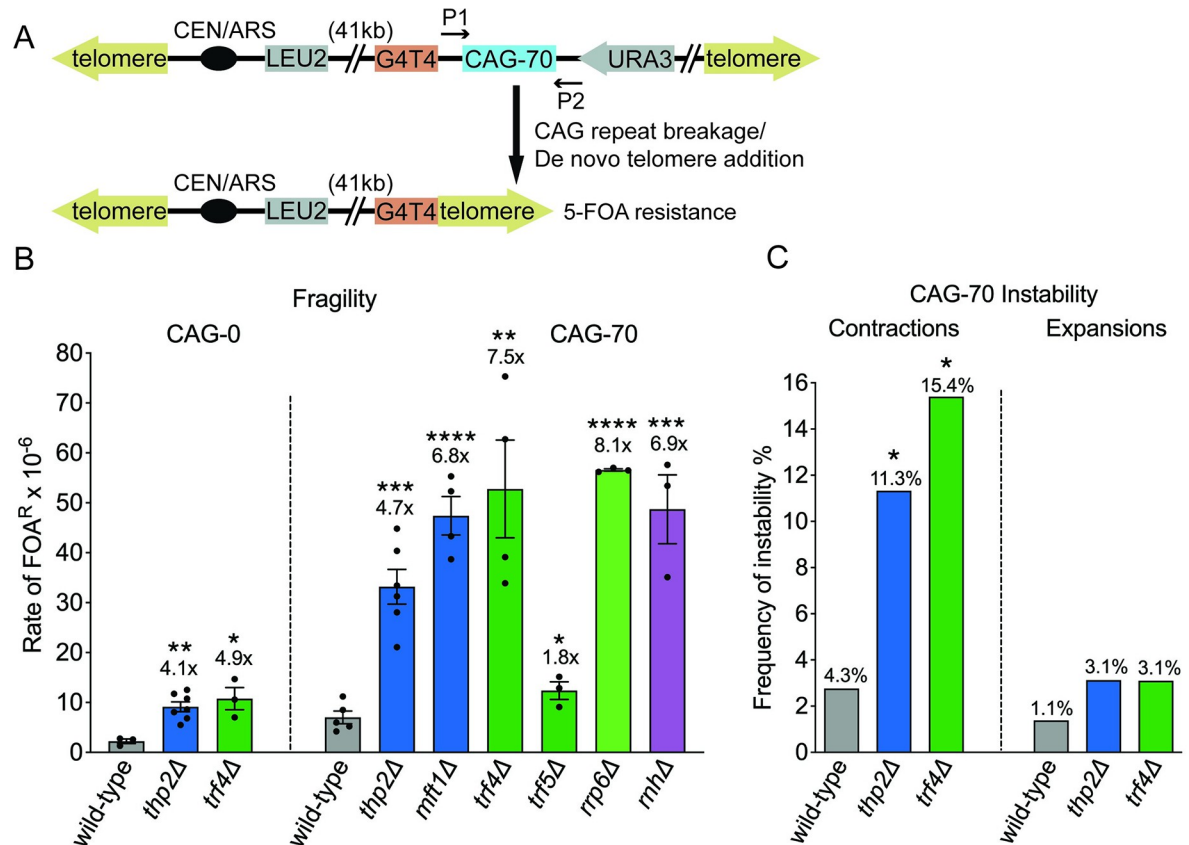 A
CEN/ARS (41kb) P1
telomere LEU2 G4T4 CAG-70 URA3 telomere
P2
CAG repeat breakage/
De novo telomere addition
CEN/ARS (41kb)
telomere LEU2 G4T4 telomere 5-FOA resistance
B
Fragility
CAG-0 CAG-70
Rate of FOA^R x 10^-6
80
70
60
50
40
30
20
10
0
** 4.1x
* 4.9x
*** 4.7x
**** 6.8x
** 7.5x
* 1.8x
**** 8.1x
*** 6.9x
wild-type thp2Δ trf4Δ wild-type thp2Δ mft1Δ trf4Δ trf5Δ rrp6Δ rnhΔ
C
CAG-70 Instability
Contractions Expansions
Frequency of instability %
16
14
12
10
8
6
4
2
0
4.3%
* 11.3%
* 15.4%
1.1% 3.1% 3.1%
wild-type thp2Δ trf4Δ wild-type thp2Δ trf4Δ